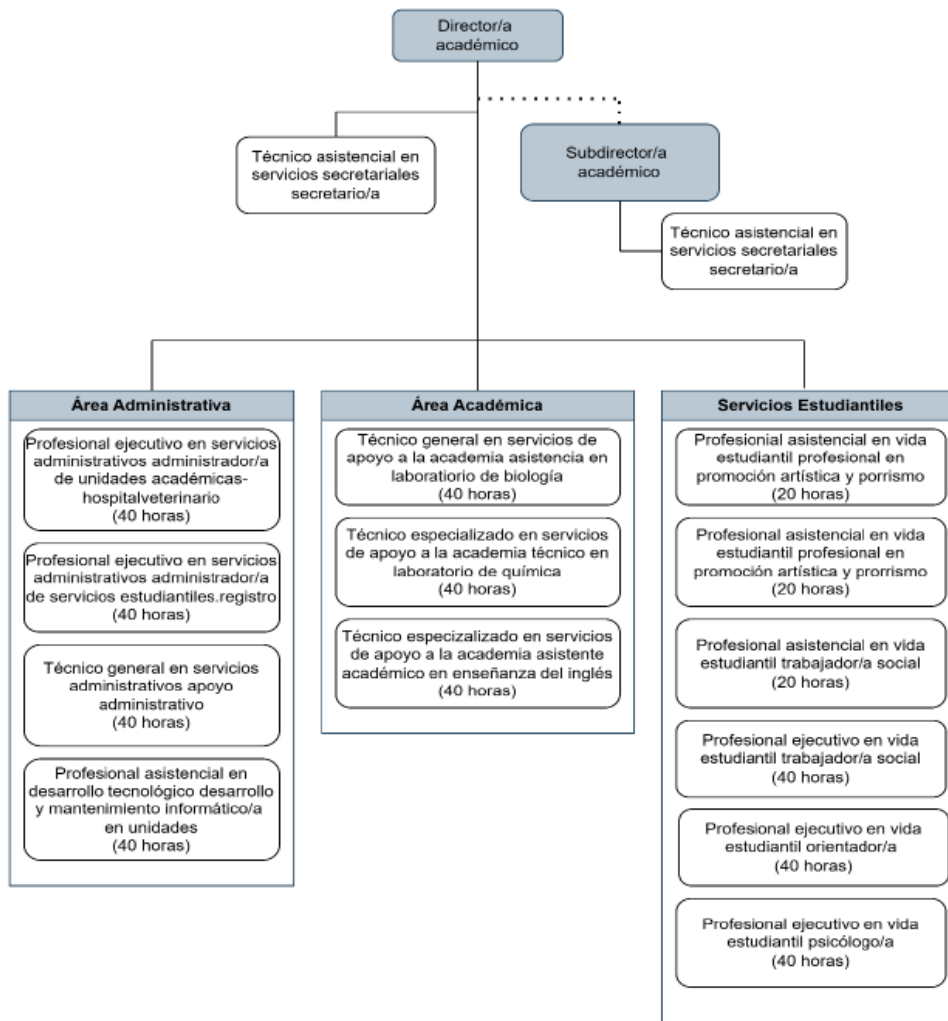 Director/a
académico
Técnico asistencial en
servicios secretariales
secretario/a
Subdirector/a
académico
Técnico asistencial en
servicios secretariales
secretario/a
Área Administrativa
Profesional ejecutivo en servicios
administrativos administrador/a
de unidades académicas-
hospitalveterinario
(40 horas)
Profesional ejecutivo en servicios
administrativos administrador/a
de servicios estudiantiles.registro
(40 horas)
Técnico general en servicios
administrativos apoyo
administrativo
(40 horas)
Profesional asistencial en
desarrollo tecnológico desarrollo
y mantenimiento informático/a
en unidades
(40 horas)
Área Académica
Técnico general en servicios de
apoyo a la academia asistencia en
laboratorio de biología
(40 horas)
Técnico especializado en servicios
de apoyo a la academia técnico en
laboratorio de química
(40 horas)
Técnico especizalizado en servicios
de apoyo a la academia asistente
académico en enseñanza del inglés
(40 horas)
Servicios Estudiantiles
Profesionial asistencial en vida
estudiantil profesional en
promoción artística y porrismo
(20 horas)
Profesional asistencial en vida
estudiantil profesional en
promoción artística y prorrismo
(20 horas)
Profesional asistencial en vida
estudiantil trabajador/a social
(20 horas)
Profesional ejecutivo en vida
estudiantil trabajador/a social
(40 horas)
Profesional ejecutivo en vida
estudiantil orientador/a
(40 horas)
Profesional ejecutivo en vida
estudiantil psicólogo/a
(40 horas)